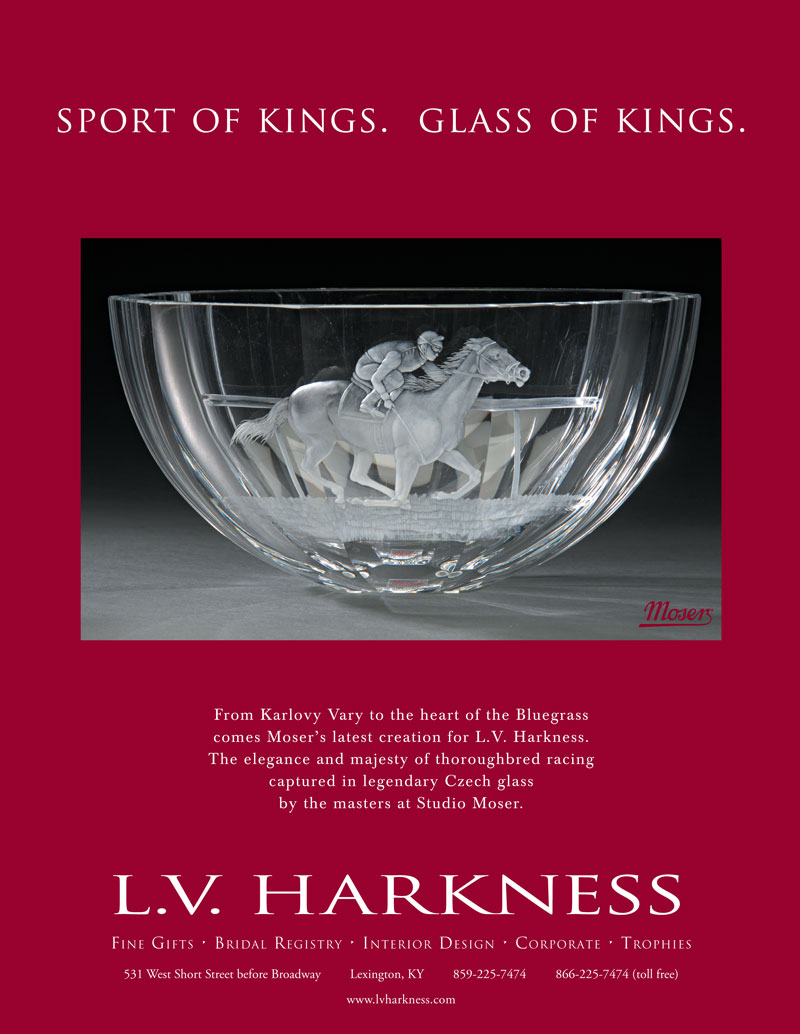 SPORT OF KINGS. GLASS OF KINGS.
Moser
From Karlovy Vary to the heart of the Bluegrass
comes Moser's latest creation for L.V. Harkness.
The elegance and majesty of thoroughbred racing
captured in legendary Czech glass
by the masters at Studio Moser.
L.V. HARKNESS
FINE GIFTS · BRIDAL REGISTRY · INTERIOR DESIGN · CORPORATE · TROPHIES
531 West Short Street before Broadway Lexington, KY 859-225-7474 866-225-7474 (toll free)
www.lvharkness.com